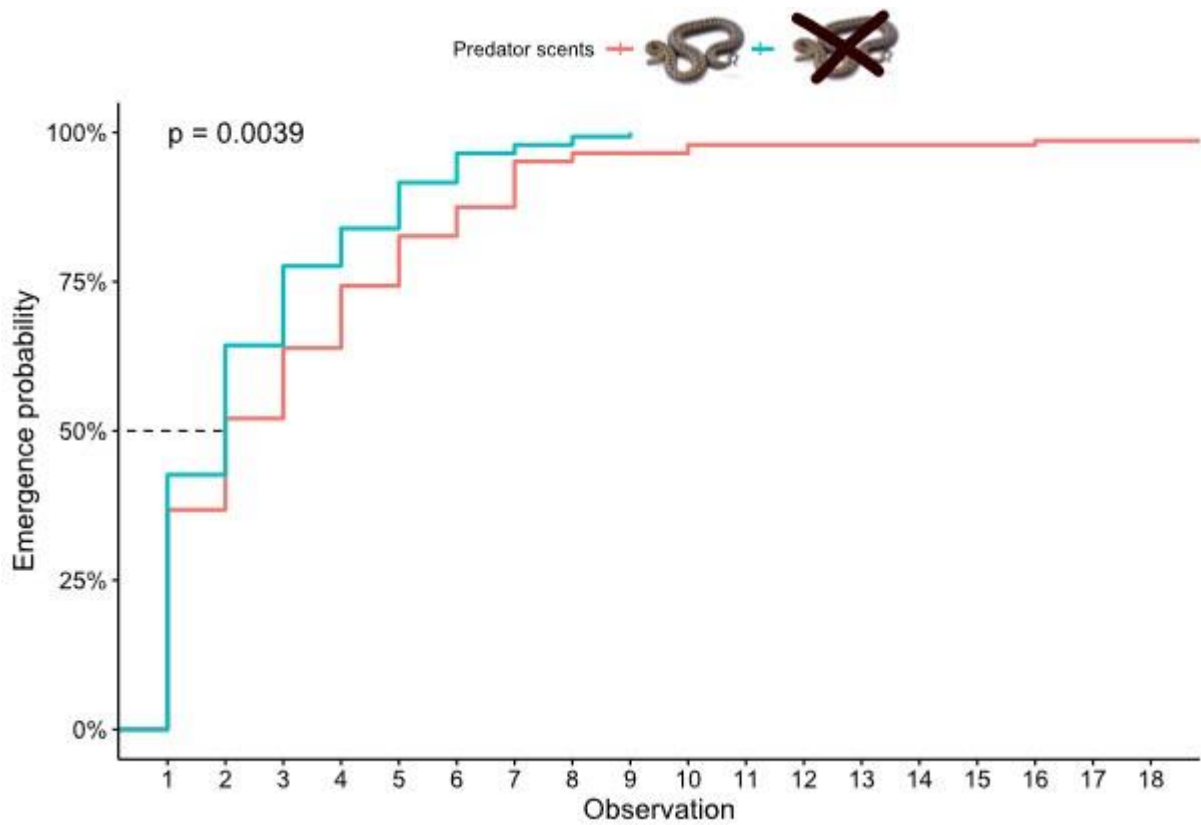 Predator scents
p = 0.0039
100%
75%
50%
25%
0%
Emergence probability
1 2 3 4 5 6 7 8 9 10 11 12 13 14 15 16 17 18
Observation